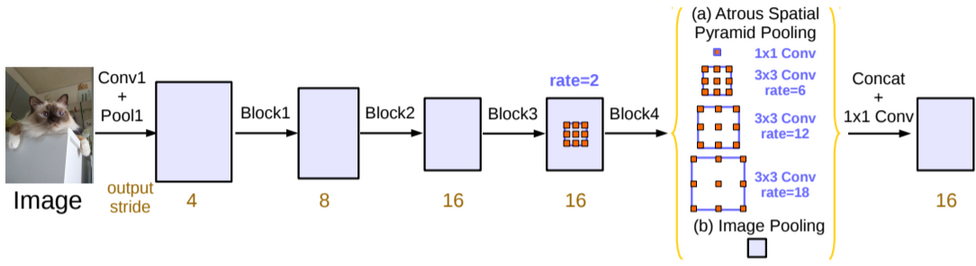 (a) Atrous Spatial
Pyramid Pooling
1x1 Conv
3x3 Conv
rate=6
3x3 Conv
rate=12
3x3 Conv
rate=18
(b) Image Pooling
Conv1
+
Pool1
Block1
Block2
Block3
rate=2
Block4
Concat
+
1x1 Conv
Image
output
stride
4
8
16
16
16